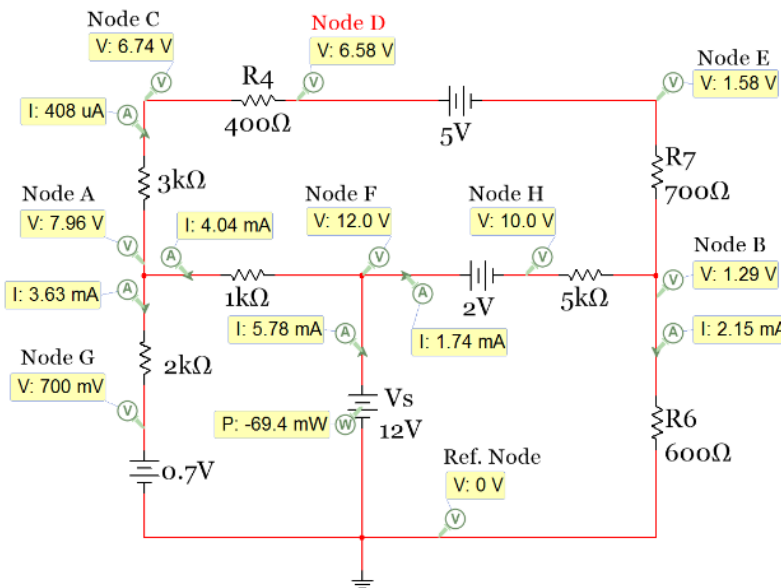 Node C
V: 6.74 V
Node D
V: 6.58 V
Node E
V: 1.58 V
R4
I: 408 uA
400Ω
5V
R7
3kΩ
700Ω
Node A
V: 7.96 V
Node F
V: 12.0 V
Node H
V: 10.0 V
Node B
V: 1.29 V
I: 4.04 mA
I: 3.63 mA
1kΩ
2V
5kΩ
I: 5.78 mA
I: 1.74 mA
I: 2.15 mA
Node G
V: 700 mV
2kΩ
Vs
12V
P: -69.4 mW
R6
600Ω
0.7V
Ref. Node
V: 0 V
A
V
W